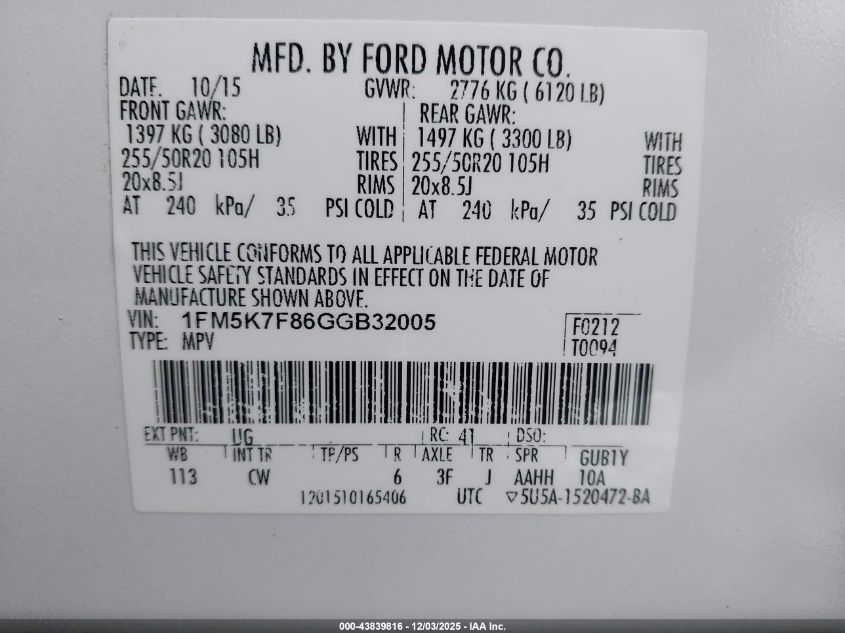 MFD. BY FORD MOTOR CO.
DATE: 10/15 GVWR: 2776 KG ( 6120 LB)
FRONT GAWR: REAR GAWR:
1397 KG ( 3080 LB) WITH 1497 KG ( 3300 LB) WITH
255/50R20 105H TIRES 255/50R20 105H TIRES
20x8.5J RIMS 20x8.5J RIMS
AT 240 kPa/ 35 PSI COLD AT 240 kPa/ 35 PSI COLD
THIS VEHICLE CONFORMS TO ALL APPLICABLE FEDERAL MOTOR
VEHICLE SAFETY STANDARDS IN EFFECT ON THE DATE OF
MANUFACTURE SHOWN ABOVE.
VIN: 1FM5K7F86GGB32005 F0212
TYPE: MPV T0094
EXT PNT: UG RC: 41 DSO:
WB INT TR TP/PS R AXLE TR SPR GUB1Y
113 CW 6 3F J AAHH 10A
1201510165406 UTC ▽5U5A-1520472-BA
000-43839816 - 12/03/2025 - IAA Inc.